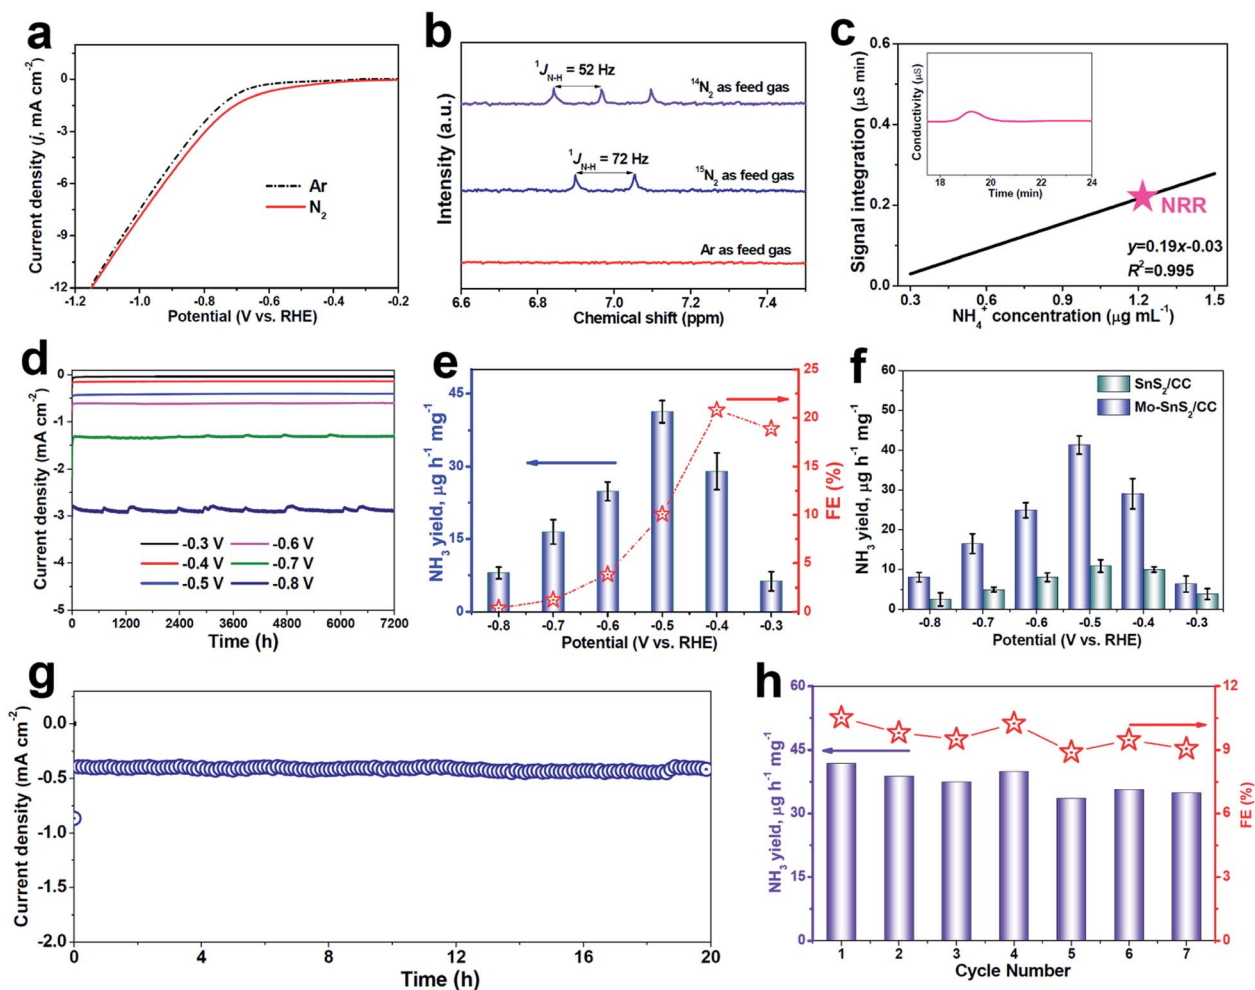 a
Current density (j, mA cm⁻²)
0
-3
-6
-9
-12
Ar
N₂
-1.2 -1.0 -0.8 -0.6 -0.4 -0.2
Potential (V vs. RHE)
b
Intensity (a.u.)
¹J_N-H = 52 Hz
¹⁴N₂ as feed gas
¹J_N-H = 72 Hz
¹⁵N₂ as feed gas
Ar as feed gas
6.6 6.8 7.0 7.2 7.4
Chemical shift (ppm)
c
Signal integration (μS min)
0.6
0.4
0.2
0.0
Conductivity (μS)
18 20 22 24
Time (min)
NRR
y=0.19x-0.03
R²=0.995
0.3 0.6 0.9 1.2 1.5
NH₄⁺ concentration (μg mL⁻¹)
d
Current density (mA cm⁻²)
0
-1
-2
-3
-4
-5
-0.3 V -0.6 V
-0.4 V -0.7 V
-0.5 V -0.8 V
0 1200 2400 3600 4800 6000 7200
Time (h)
e
NH₃ yield, μg h⁻¹ mg⁻¹
45
30
15
0
25
20
15
10
5
0
FE (%)
-0.8 -0.7 -0.6 -0.5 -0.4 -0.3
Potential (V vs. RHE)
f
NH₃ yield, μg h⁻¹ mg⁻¹
60
50
40
30
20
10
0
SnS₂/CC
Mo-SnS₂/CC
-0.8 -0.7 -0.6 -0.5 -0.4 -0.3
Potential (V vs. RHE)
g
Current density (mA cm⁻²)
0.0
-0.5
-1.0
-1.5
-2.0
0 4 8 12 16 20
Time (h)
h
NH₃ yield, μg h⁻¹ mg⁻¹
60
45
30
15
0
12
9
6
3
0
FE (%)
1 2 3 4 5 6 7
Cycle Number